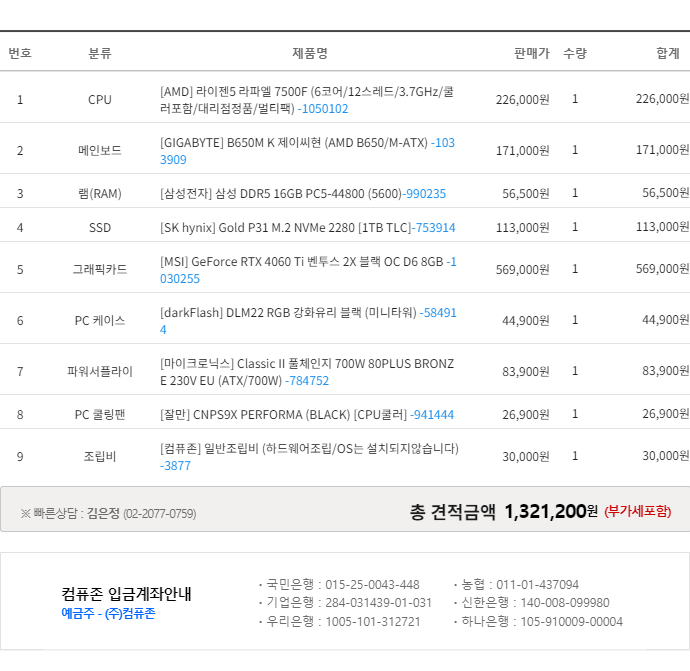 번호 분류 제품명 판매가 수량 합계
1 CPU [AMD] 라이젠5 라파엘 7500F (6코어/12스레드/3.7GHz/쿨 226,000원 1 226,000원
러포함/대리점정품/멀티팩) -1050102
2 메인보드 [GIGABYTE] B650M K 제이씨현 (AMD B650/M-ATX) -103 171,000원 1 171,000원
3909
3 램(RAM) [삼성전자] 삼성 DDR5 16GB PC5-44800 (5600)-990235 56,500원 1 56,500원
4 SSD [SK hynix] Gold P31 M.2 NVMe 2280 [1TB TLC]-753914 113,000원 1 113,000원
5 그래픽카드 [MSI] GeForce RTX 4060 Ti 벤투스 2X 블랙 OC D6 8GB -1 569,000원 1 569,000원
030255
6 PC 케이스 [darkFlash] DLM22 RGB 강화유리 블랙 (미니타워) -58491 44,900원 1 44,900원
4
7 파워서플라이 [마이크로닉스] Classic II 풀체인지 700W 80PLUS BRONZ 83,900원 1 83,900원
E 230V EU (ATX/700W) -784752
8 PC 쿨링팬 [잘만] CNPS9X PERFORMA (BLACK) [CPU쿨러] -941444 26,900원 1 26,900원
9 조립비 [컴퓨존] 일반조립비 (하드웨어조립/OS는 설치되지않습니다) 30,000원 1 30,000원
-3877
※ 빠른상담 : 김은정 (02-2077-0759) 총 견적금액 1,321,200원 (부가세포함)
컴퓨존 입금계좌안내
예금주 - (주)컴퓨존
· 국민은행 : 015-25-0043-448 · 농협 : 011-01-437094
· 기업은행 : 284-031439-01-031 · 신한은행 : 140-008-099980
· 우리은행 : 1005-101-312721 · 하나은행 : 105-910009-00004